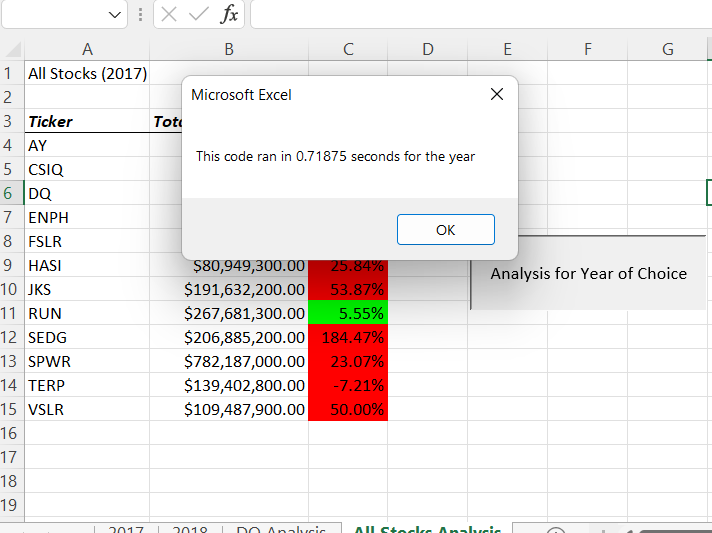 fx
A B C D E F G
1 All Stocks (2017)
2
3 Ticker
4 AY
5 CSIQ
6 DQ
7 ENPH
8 FSLR
9 HASI $80,949,300.00 25.84%
10 JKS $191,632,200.00 53.87%
11 RUN $267,681,300.00 5.55%
12 SEDG $206,885,200.00 184.47%
13 SPWR $782,187,000.00 23.07%
14 TERP $139,402,800.00 -7.21%
15 VSLR $109,487,900.00 50.00%
16
17
18
19
Microsoft Excel
This code ran in 0.71875 seconds for the year
OK
Analysis for Year of Choice
2017 2018 DQ Analysis All Stocks Analysis